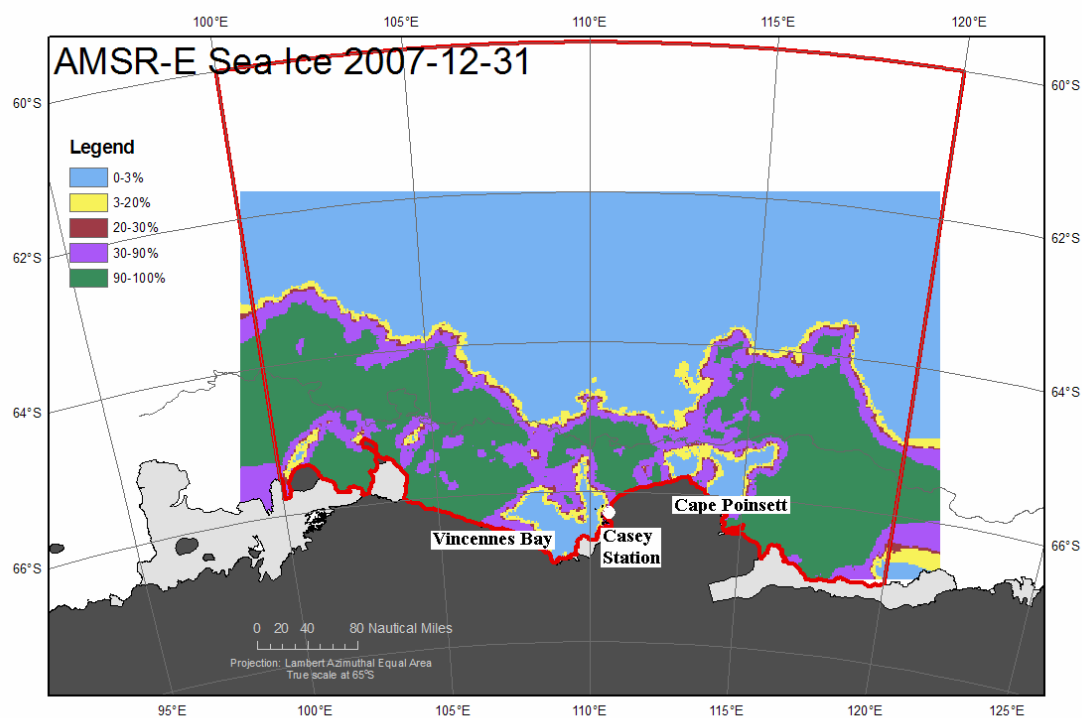 100°E 105°E 110°E 115°E 120°E
AMSR-E Sea Ice 2007-12-31
60°S 60°S
Legend
0-3%
3-20%
20-30%
30-90%
90-100%
62°S 62°S
64°S 64°S
66°S 66°S
Cape Poinsett
Vincennes Bay
Casey
Station
0 20 40 80 Nautical Miles
Projection: Lambert Azimuthal Equal Area
True scale at 65°S
95°E 100°E 105°E 110°E 115°E 120°E 125°E